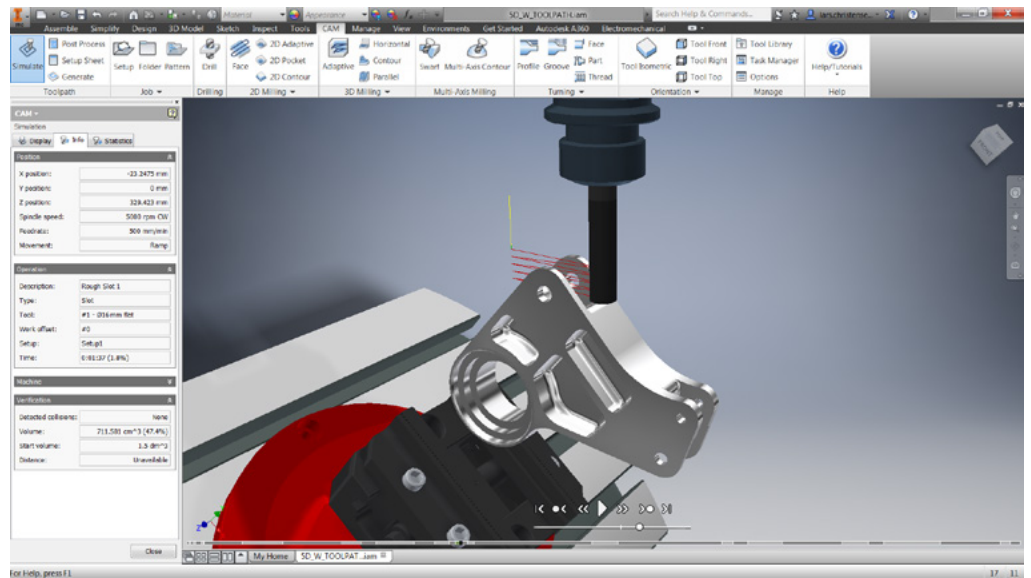 Material Appearance 5D_W_TOOLPATH.iam Search Help & Commands...
Assemble Simplify Design 3D Model Sketch Inspect Tools CAM Manage View Environments Get Started Autodesk A360 Electromechanical
Post Process 2D Adaptive Horizontal Face Tool Front Tool Library
Simulate Setup Sheet Setup Folder Pattern Drill Face 2D Pocket Adaptive Contour Swarf Multi-Axis Contour Profile Groove Part Tool Isometric Tool Right Task Manager Help/Tutorials
Generate 2D Contour Parallel Thread Tool Top Options
Toolpath Job Drilling 2D Milling 3D Milling Multi-Axis Milling Turning Orientation Manage Help
CAM
Simulation
Display Info Statistics
Position
X position: -23.2475 mm
Y position: 0 mm
Z position: 329.423 mm
Spindle speed: 5000 rpm CW
Feedrate: 500 mm/min
Movement: Ramp
Operation
Description: Rough Slot 1
Type: Slot
Tool: #1 - Ø16mm flat
Work offset: #0
Setup: Setup1
Time: 0:01:07 (1.8%)
Machine
Verification
Detected collisions: None
Volume: (47.4%)
Start volume: 1.5 dm^3
Distance: Unavailable
Z
Close
My Home 5D_W_TOOLPAT...iam
For Help, press F1 17 11